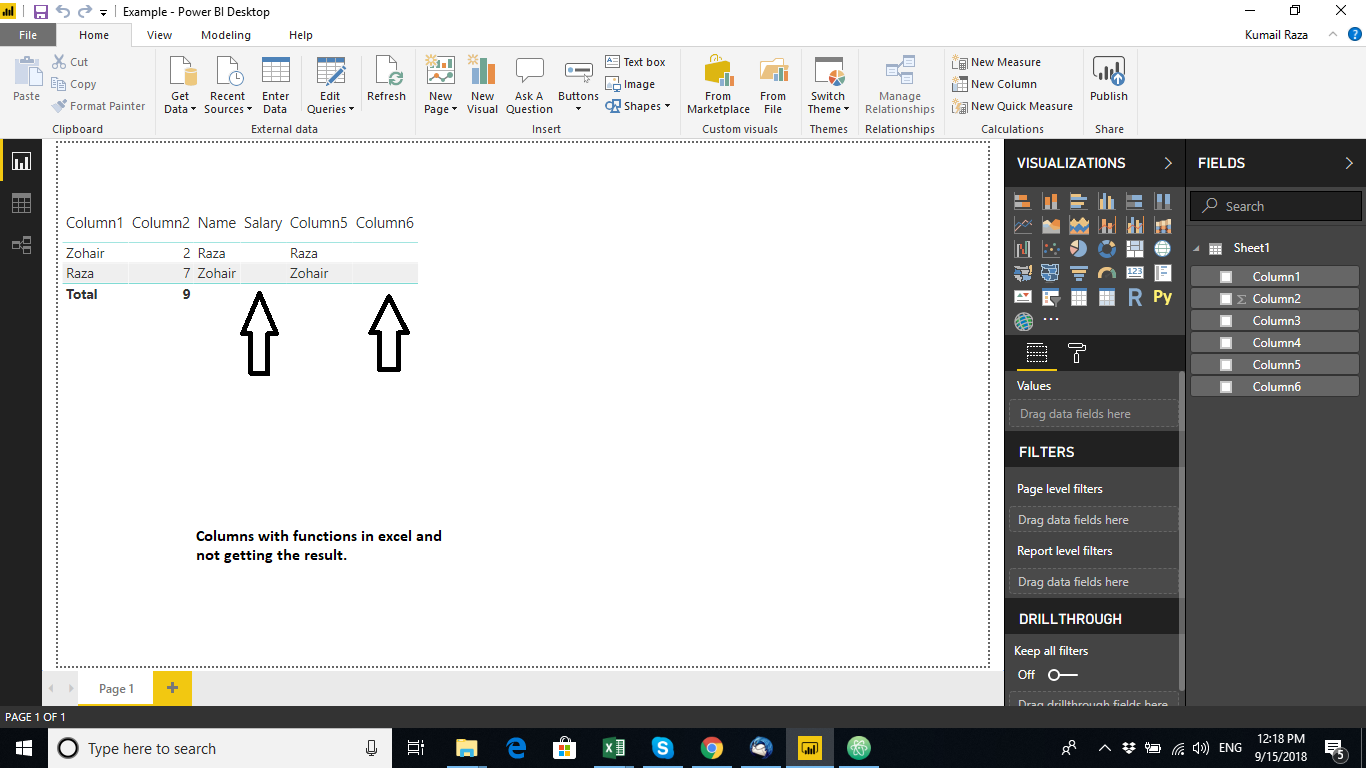 Example - Power BI Desktop
File Home View Modeling Help Kumail Raza
Paste Cut Copy Format Painter
Clipboard
Get Data Recent Sources Enter Data Edit Queries Refresh
External data
New Page New Visual Ask A Question Buttons Text box Image Shapes
Insert
From Marketplace From File
Custom visuals
Switch Theme
Themes
Manage Relationships
Relationships
New Measure
New Column
New Quick Measure
Calculations
Publish
Share
Column1 Column2 Name Salary Column5 Column6
Zohair 2 Raza Raza
Raza 7 Zohair Zohair
Total 9
Columns with functions in excel and
not getting the result.
VISUALIZATIONS
123
R Py
Values
Drag data fields here
FILTERS
Page level filters
Drag data fields here
Report level filters
Drag data fields here
DRILLTHROUGH
Keep all filters
Off
Drag drillthrough fields here
FIELDS
Search
Sheet1
Column1
Σ Column2
Column3
Column4
Column5
Column6
Page 1
PAGE 1 OF 1
Type here to search
ENG
12:18 PM
9/15/2018
5